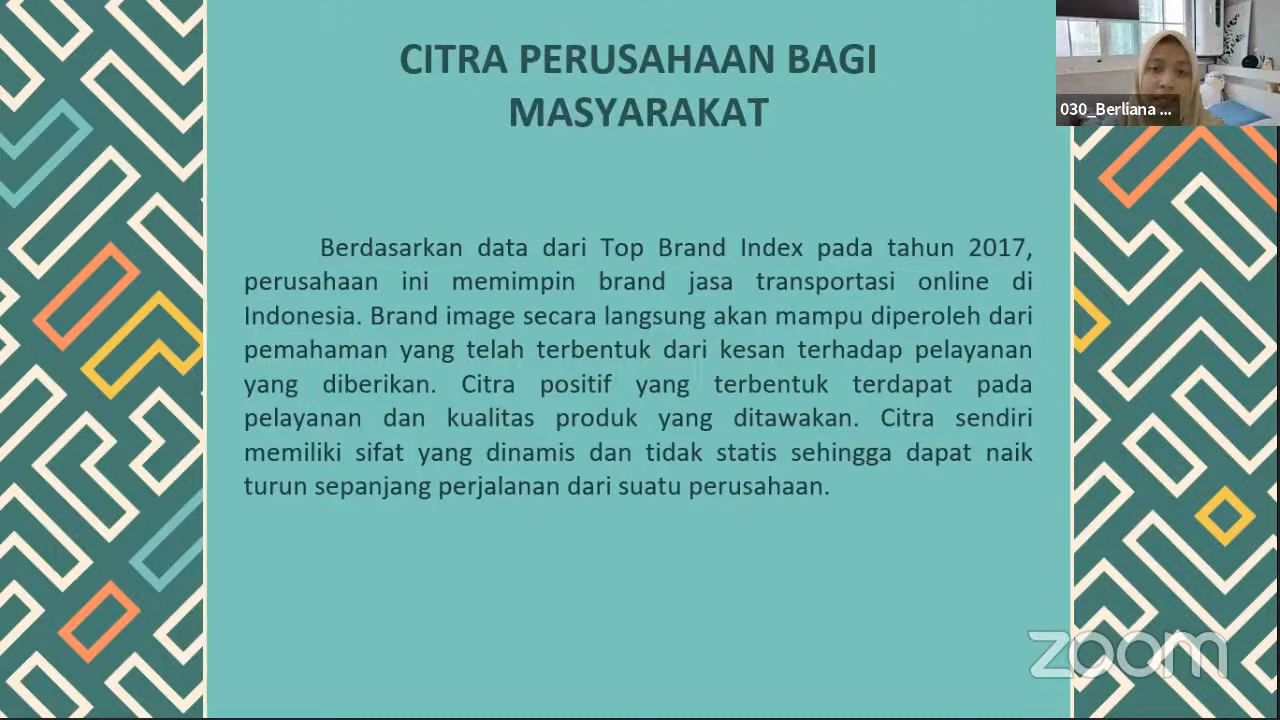 CITRA PERUSAHAAN BAGI
MASYARAKAT
030_Berliana ...
Berdasarkan data dari Top Brand Index pada tahun 2017,
perusahaan ini memimpin brand jasa transportasi online di
Indonesia. Brand image secara langsung akan mampu diperoleh dari
pemahaman yang telah terbentuk dari kesan terhadap pelayanan
yang diberikan. Citra positif yang terbentuk terdapat pada
pelayanan dan kualitas produk yang ditawakan. Citra sendiri
memiliki sifat yang dinamis dan tidak statis sehingga dapat naik
turun sepanjang perjalanan dari suatu perusahaan.
zoom